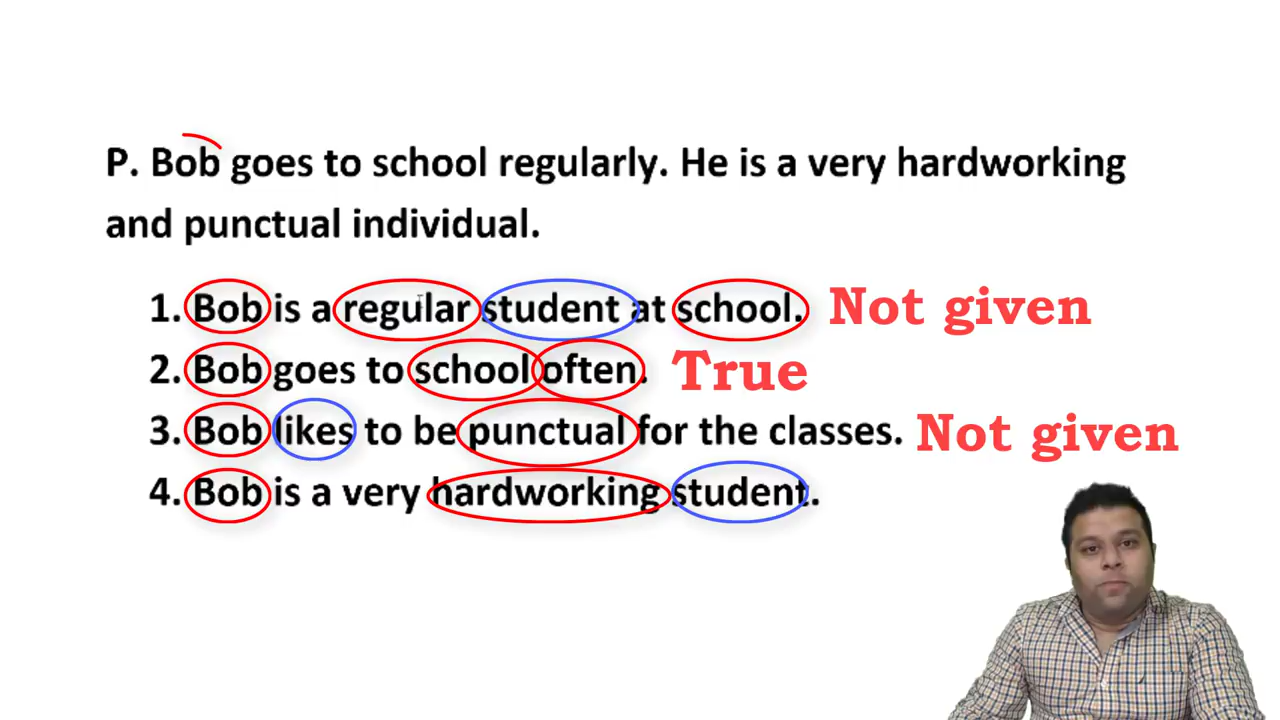 P. Bob goes to school regularly. He is a very hardworking
and punctual individual.
1. Bob is a regular student at school. Not given
2. Bob goes to school often. True
3. Bob likes to be punctual for the classes. Not given
4. Bob is a very hardworking student.